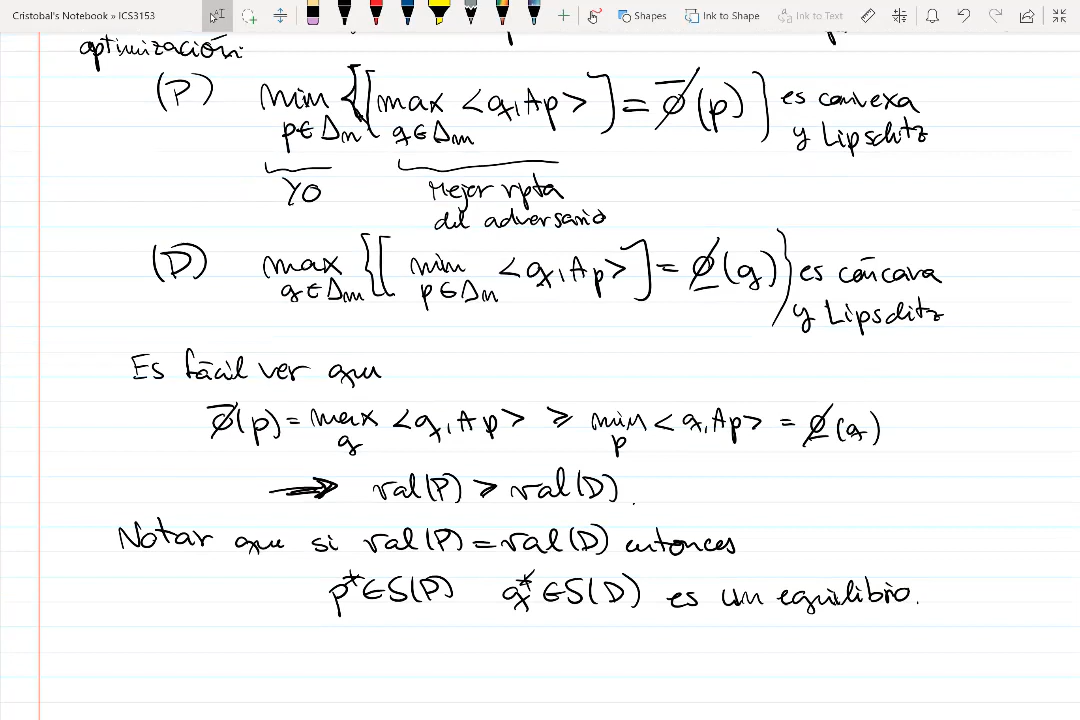 Cristobal's Notebook » ICS3153
Shapes Ink to Shape Ink to Text
optimización:
(P) min p∈Δn {[max q∈Δm <q,Ap>] = φ̅(p)} es convexa y Lipschitz
YO Mejor rpta del adversario
(D) max q∈Δm {[min p∈Δn <q,Ap>] = φ̲(q)} es cóncava y Lipschitz
Es fácil ver que
φ̅(p) = max q <q,Ap> ≥ min p <q,Ap> = φ̲(q)
→ val(P) ≥ val(D).
Notar que si val(P) = val(D) entonces
p* ∈ S(P) q* ∈ S(D) es un equilibrio.